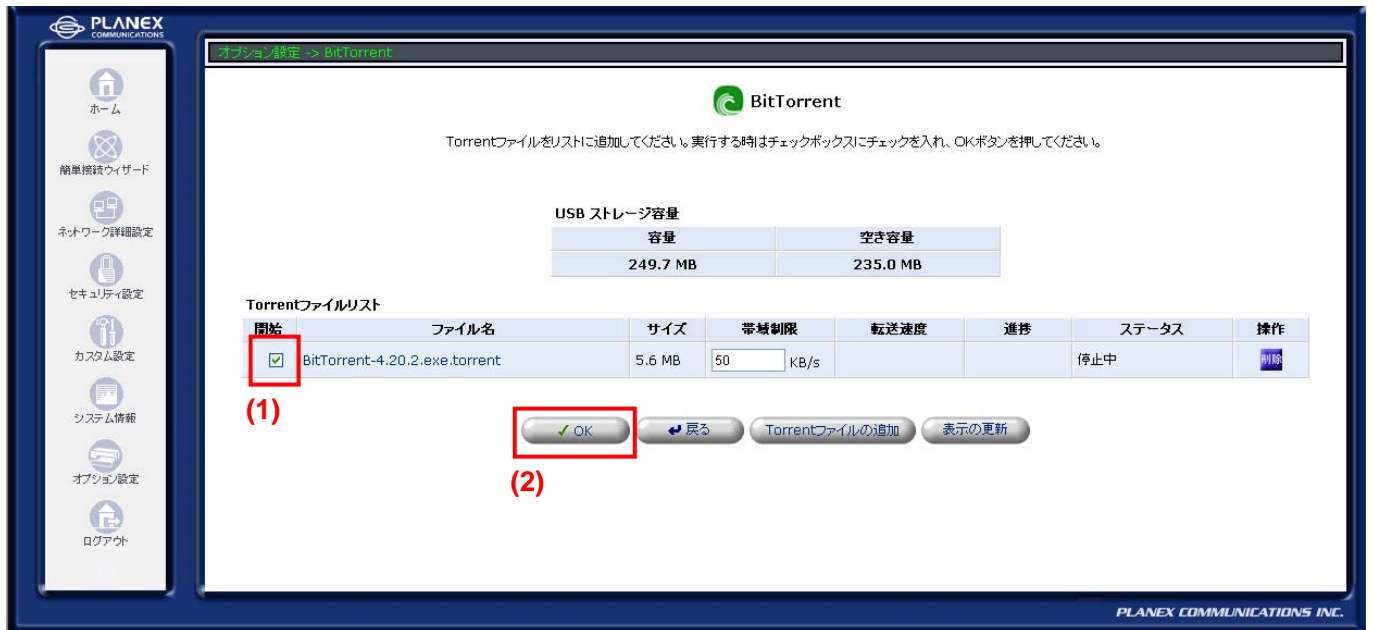 PLANEX
COMMUNICATIONS
オプション設定 -> BitTorrent
ホーム
簡単接続ウィザード
ネットワーク詳細設定
セキュリティ設定
カスタム設定
システム情報
オプション設定
ログアウト
BitTorrent
Torrentファイルをリストに追加してください。実行する時はチェックボックスにチェックを入れ、OKボタンを押してください。
USB ストレージ容量
容量 空き容量
249.7 MB 235.0 MB
Torrentファイルリスト
開始 ファイル名 サイズ 帯域制限 転送速度 進捗 ステータス 操作
BitTorrent-4.20.2.exe.torrent 5.6 MB 50 KB/s 停止中 削除
(1)
OK 戻る Torrentファイルの追加 表示の更新
(2)
PLANEX COMMUNICATIONS INC.